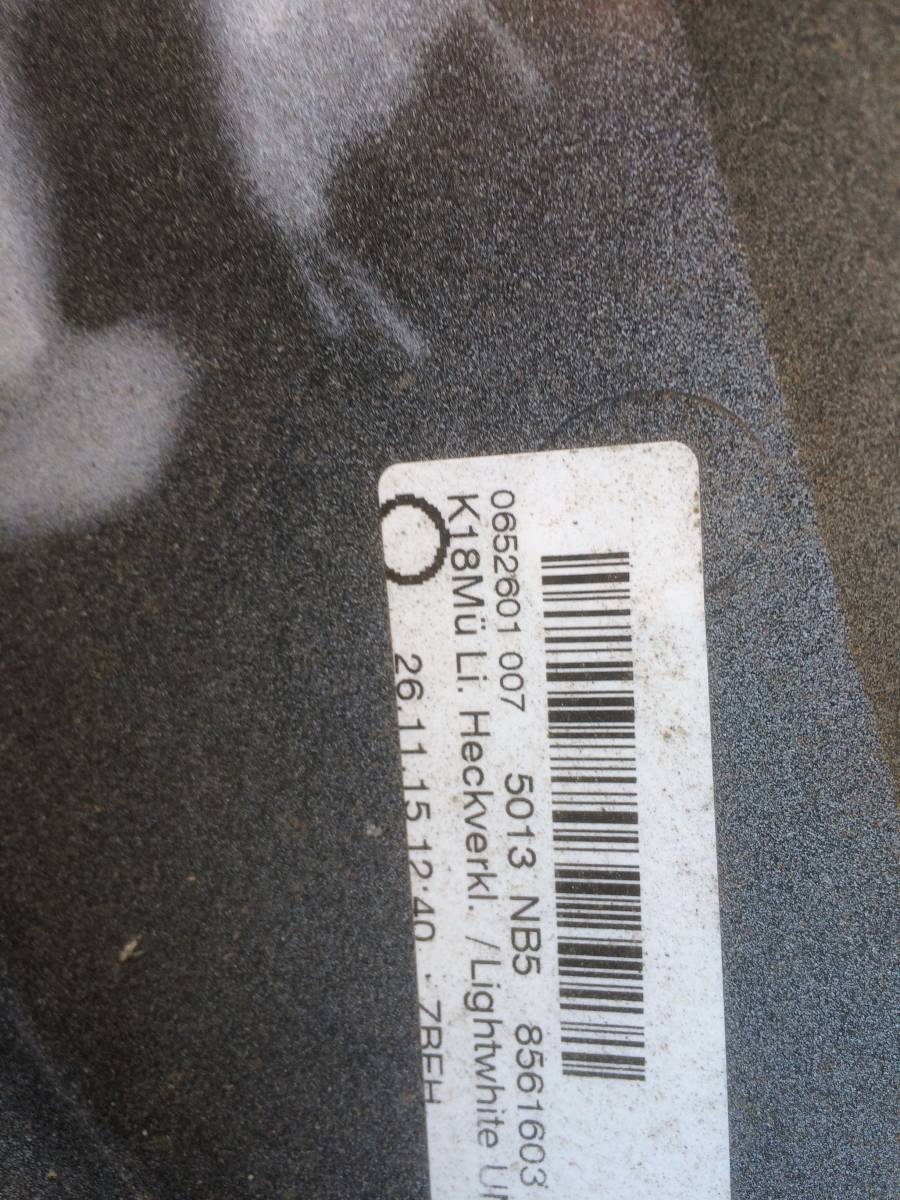 0652601 007 5013 NB5 8561603
K18Mü Li. Heckverkl. /Lightwhite
26.11.15 12:40 -